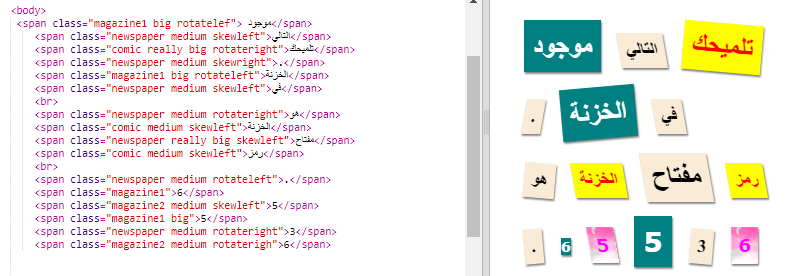 <body>
<span class="magazine1 big rotatelef"> موجود</span>
<span class="newspaper medium skewleft">التالي</span>
<span class="comic really big rotateright">تلميحك</span>
<span class="newspaper medium skewright">.</span>
<span class="magazine1 big rotateleft">الخزنة</span>
<span class="newspaper medium skewleft">في</span>
<br>
<span class="newspaper medium rotateright">هو</span>
<span class="comic medium skewleft">الخزنة</span>
<span class="newspaper really big skewleft">مفتاح</span>
<span class="comic medium skewleft">رمز</span>
<br>
<span class="newspaper medium rotateleft">.</span>
<span class="magazine1">6</span>
<span class="magazine2 medium skewleft">5</span>
<span class="magazine1 big">5</span>
<span class="newspaper medium rotateright">3</span>
<span class="magazine2 medium rotaterigh">6</span>
تلميحك التالي موجود
في الخزنة .
رمز مفتاح الخزنة هو
. 6 5 5 3 6